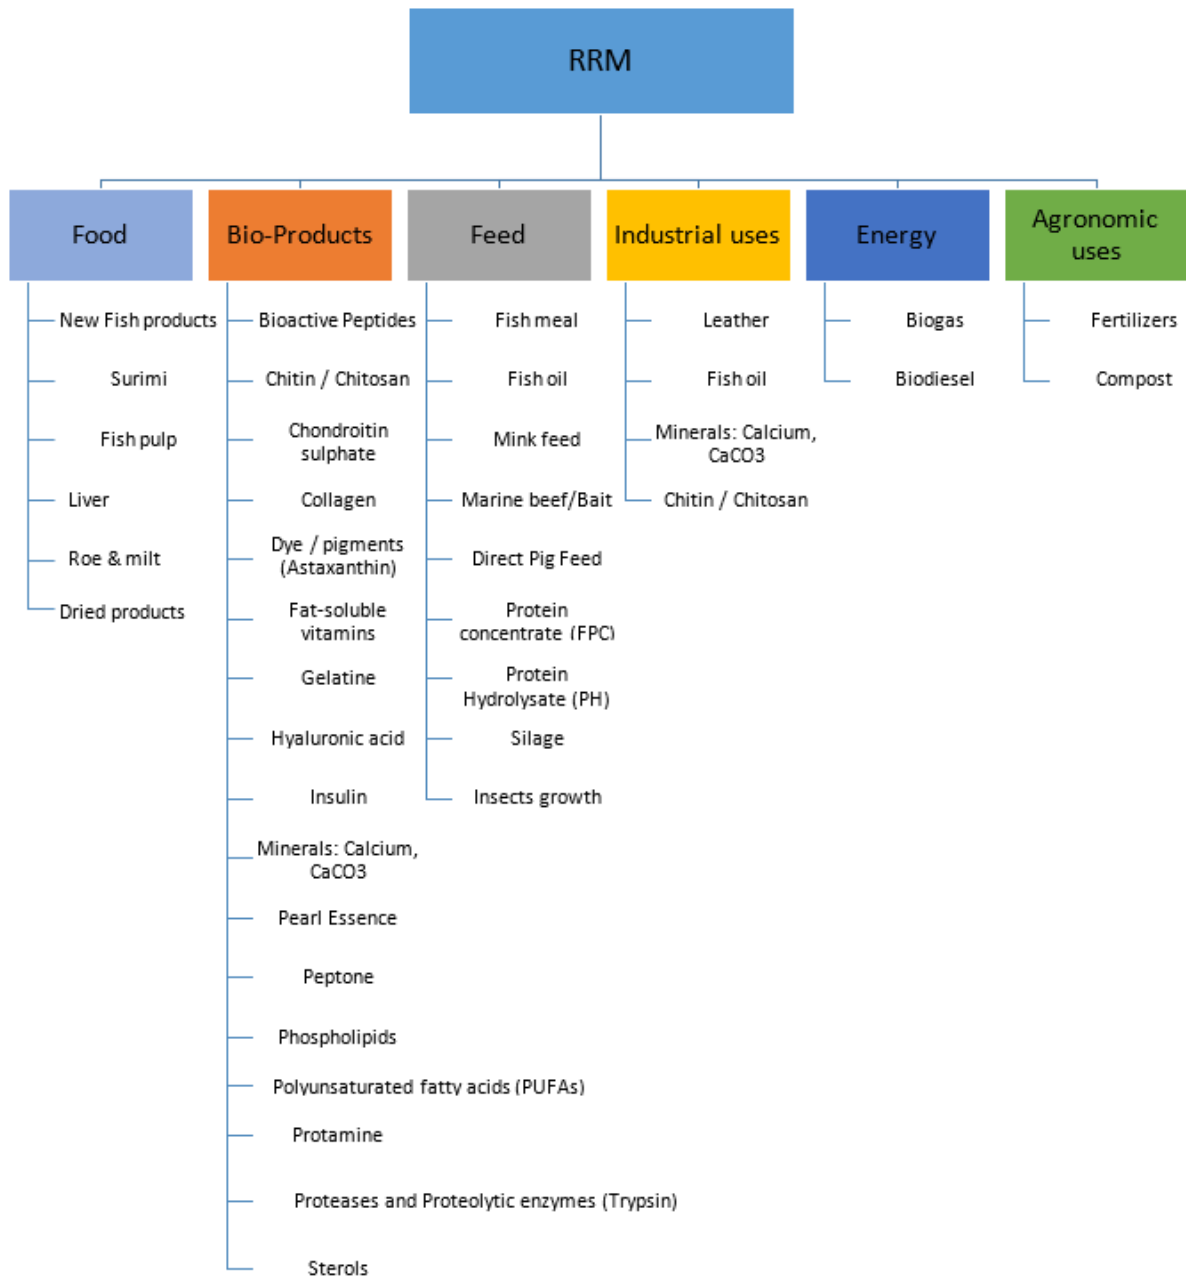 RRM
Food
New Fish products
Surimi
Fish pulp
Liver
Roe & milt
Dried products
Bio-Products
Bioactive Peptides
Chitin / Chitosan
Chondroitin
sulphate
Collagen
Dye / pigments
(Astaxanthin)
Fat-soluble
vitamins
Gelatine
Hyaluronic acid
Insulin
Minerals: Calcium,
CaCO3
Pearl Essence
Peptone
Phospholipids
Polyunsaturated fatty acids (PUFAs)
Protamine
Proteases and Proteolytic enzymes (Trypsin)
Sterols
Feed
Fish meal
Fish oil
Mink feed
Marine beef/Bait
Direct Pig Feed
Protein
concentrate (FPC)
Protein
Hydrolysate (PH)
Silage
Insects growth
Industrial uses
Leather
Fish oil
Minerals: Calcium,
CaCO3
Chitin / Chitosan
Energy
Biogas
Biodiesel
Agronomic
uses
Fertilizers
Compost